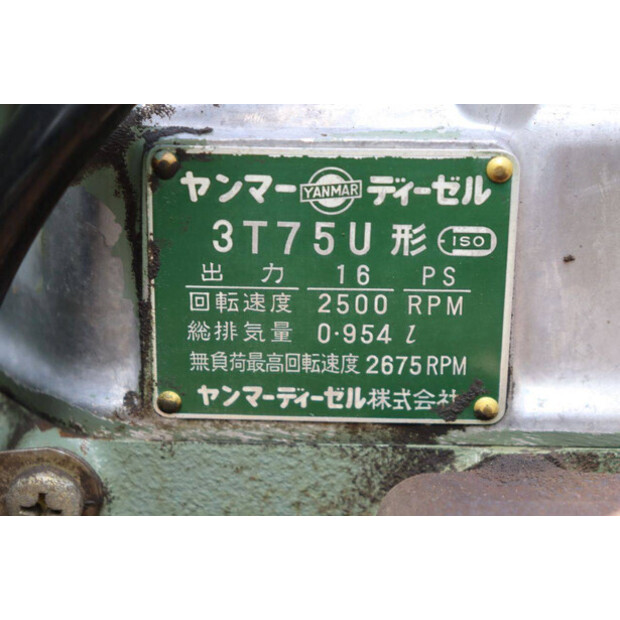 ヤンマー YANMAR ディーゼル
3T75U 形 ISO
出力 16 PS
回転速度 2500 RPM
総排気量 0·954 l
無負荷最高回転速度 2675 RPM
ヤンマーディーゼル株式会社